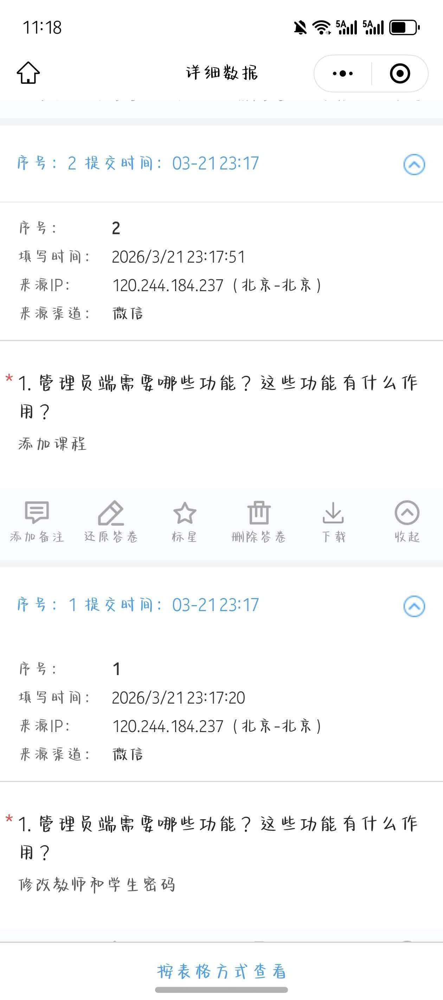 11:18
5A 5A
详细数据
序号：2 提交时间：03-21 23:17
序号： 2
填写时间： 2026/3/21 23:17:51
来源IP： 120.244.184.237（北京-北京）
来源渠道： 微信
* 1. 管理员端需要哪些功能？这些功能有什么作
用？
添加课程
添加备注 还原答卷 标星 删除答卷 下载 收起
序号：1 提交时间：03-21 23:17
序号： 1
填写时间： 2026/3/21 23:17:20
来源IP： 120.244.184.237（北京-北京）
来源渠道： 微信
* 1. 管理员端需要哪些功能？这些功能有什么作
用？
修改教师和学生密码
按表格方式查看